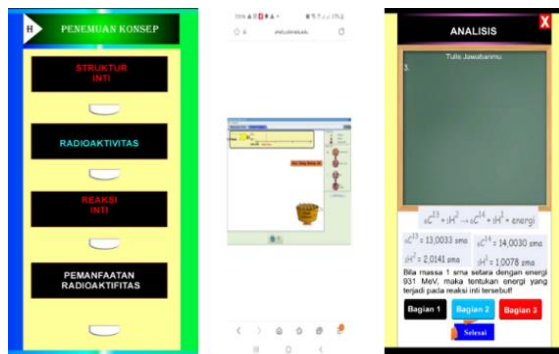 H
PENEMUAN KONSEP
STRUKTUR
INTI
RADIOAKTIVITAS
REAKSI
INTI
PEMANFAATAN
RADIOAKTIFITAS
ANALISIS
X
Tulis Jawabanmu
3.
₆C¹³ + ₁H² → ₆C¹⁴ + ₁H¹ + energi
₆C¹³ = 13,0033 sma
₆C¹⁴ = 14,0030 sma
₁H² = 2,0141 sma
₁H¹ = 1,0078 sma
Bila massa 1 sma setara dengan energi
931 MeV, maka tentukan energi yang
terjadi pada reaksi inti tersebut!
Bagian 1
Bagian 2
Bagian 3
Selesai